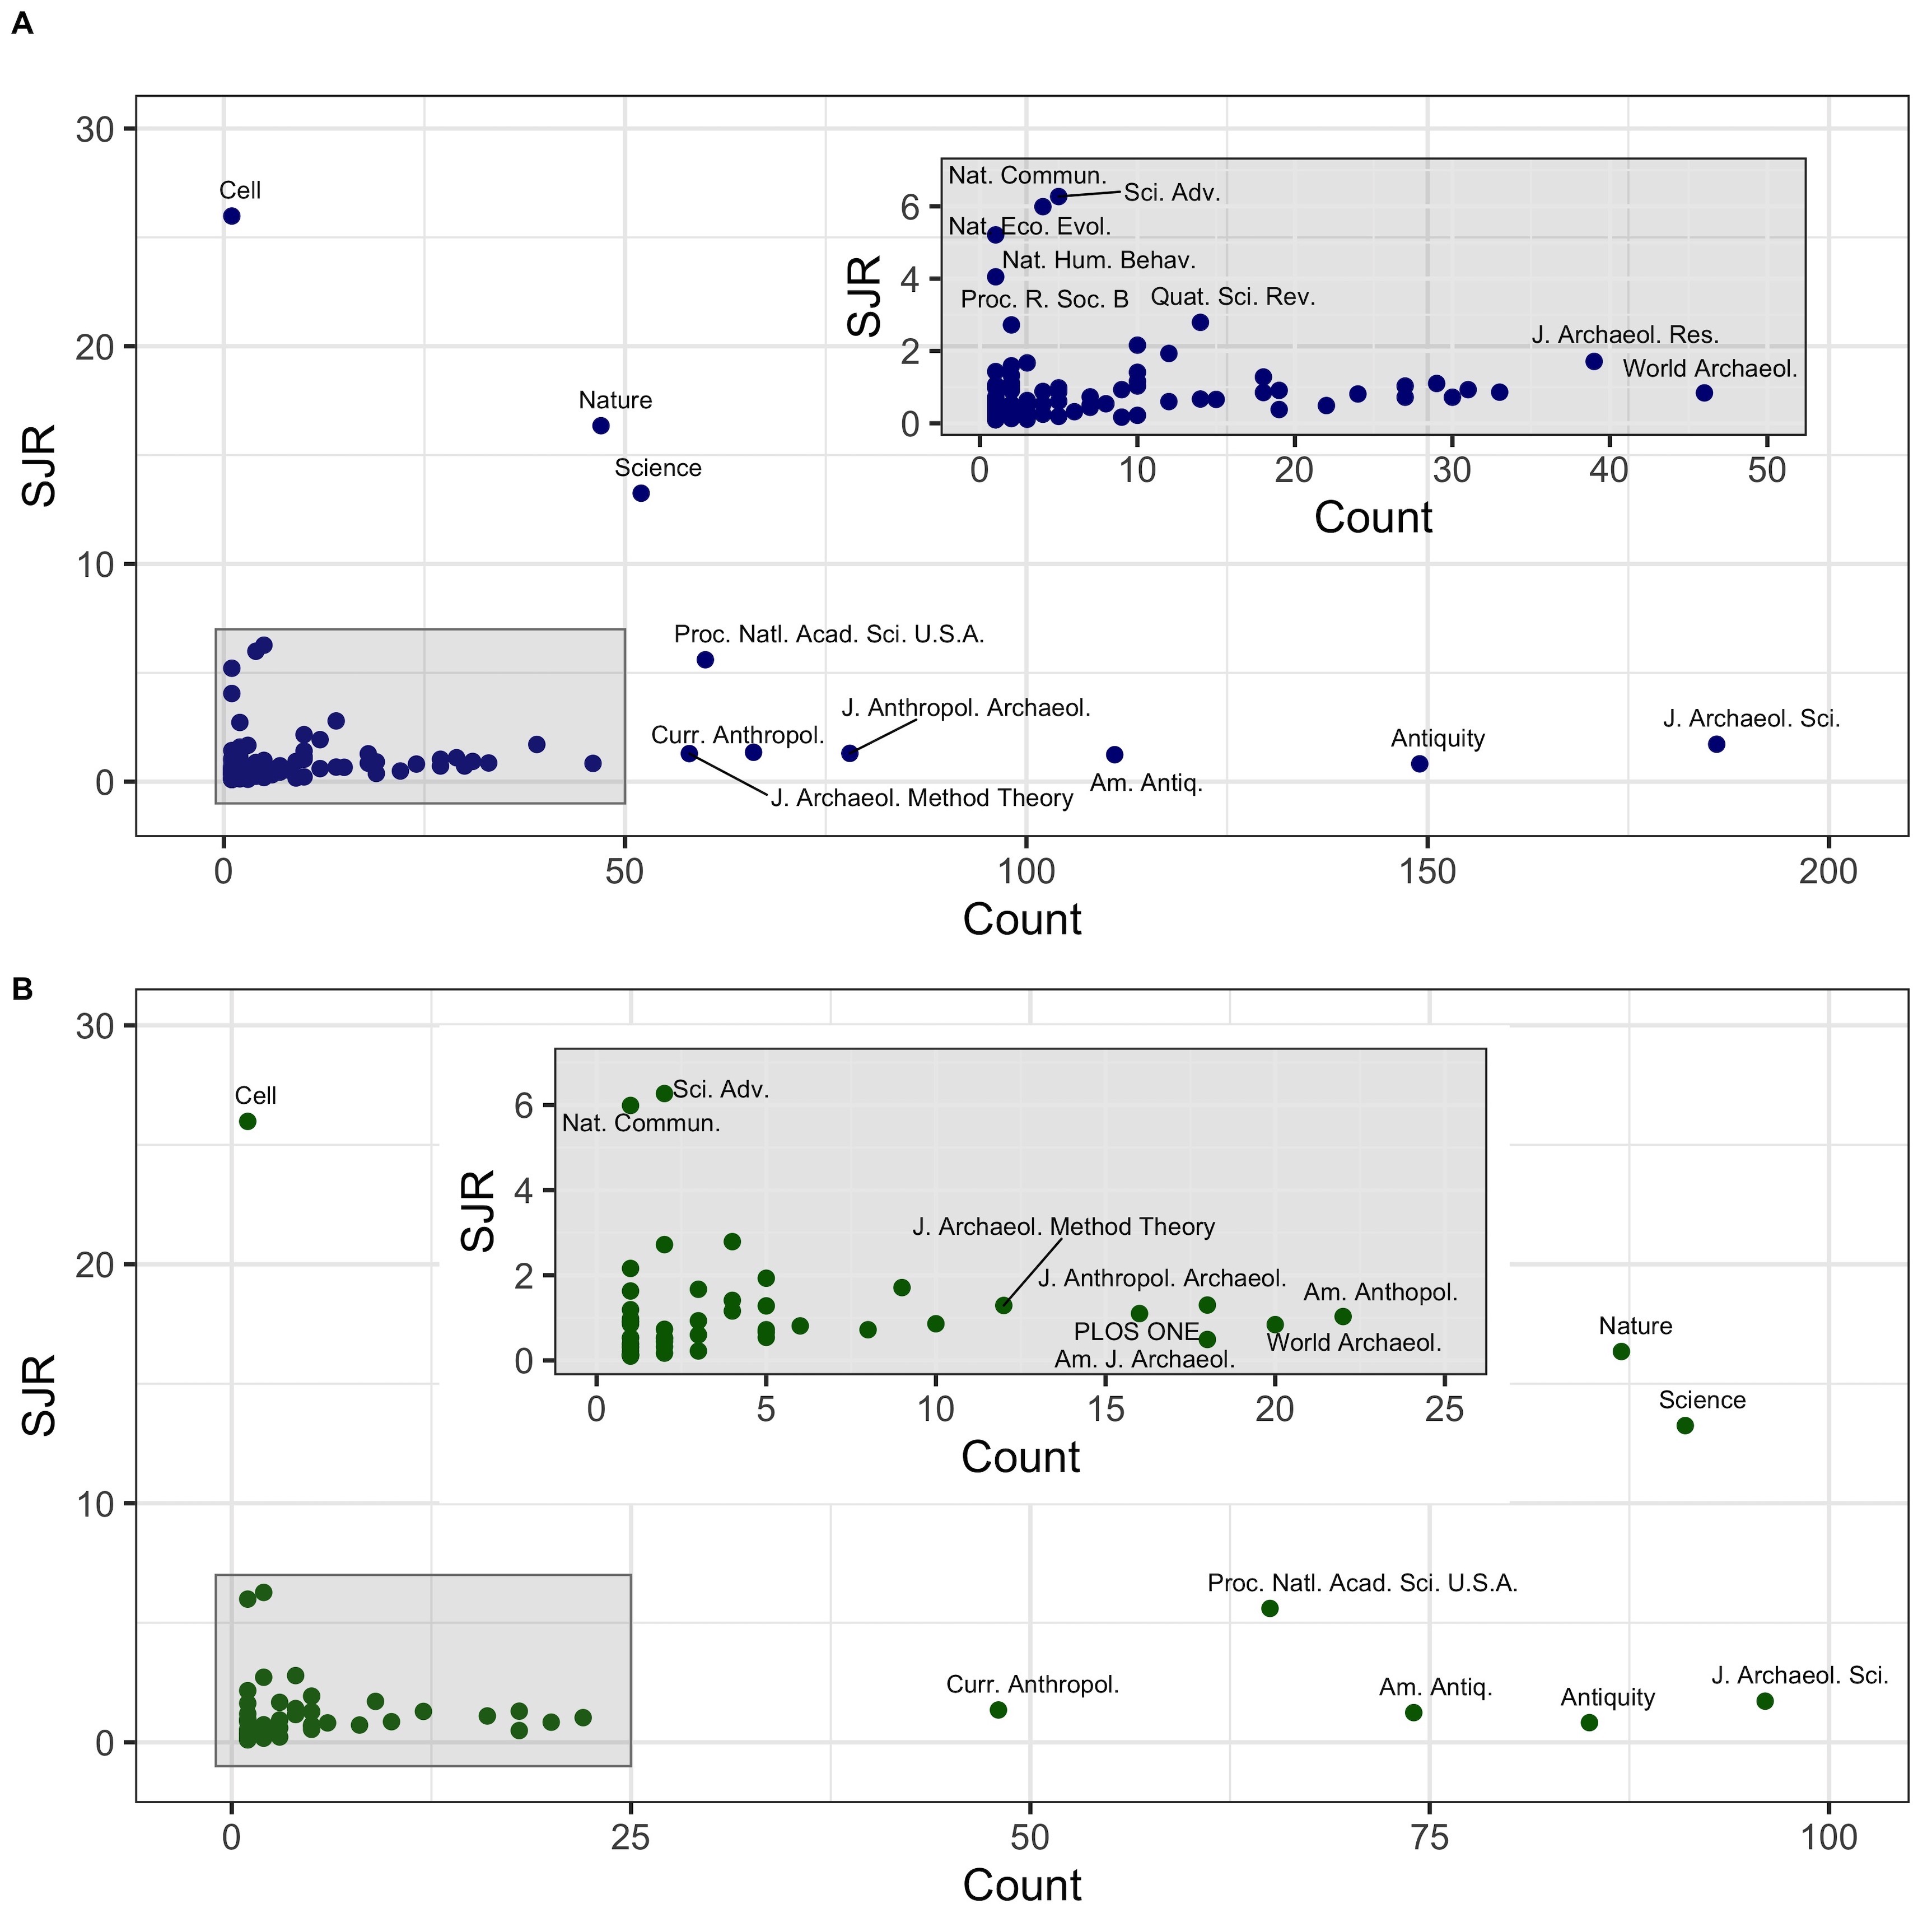 A
30
20
10
0
SJR
Cell
Nature
Science
Proc. Natl. Acad. Sci. U.S.A.
J. Anthropol. Archaeol.
Curr. Anthropol.
J. Archaeol. Method Theory
Am. Antiq.
Antiquity
J. Archaeol. Sci.
0 50 100 150 200
Count
6
4
2
0
SJR
Nat. Commun.
Sci. Adv.
Nat. Eco. Evol.
Nat. Hum. Behav.
Proc. R. Soc. B
Quat. Sci. Rev.
J. Archaeol. Res.
World Archaeol.
0 10 20 30 40 50
Count
B
30
20
10
0
SJR
Cell
Nature
Science
Proc. Natl. Acad. Sci. U.S.A.
Curr. Anthropol.
Am. Antiq.
Antiquity
J. Archaeol. Sci.
0 25 50 75 100
Count
6
4
2
0
SJR
Sci. Adv.
Nat. Commun.
J. Archaeol. Method Theory
J. Anthropol. Archaeol.
Am. Anthopol.
PLOS ONE
World Archaeol.
Am. J. Archaeol.
0 5 10 15 20 25
Count